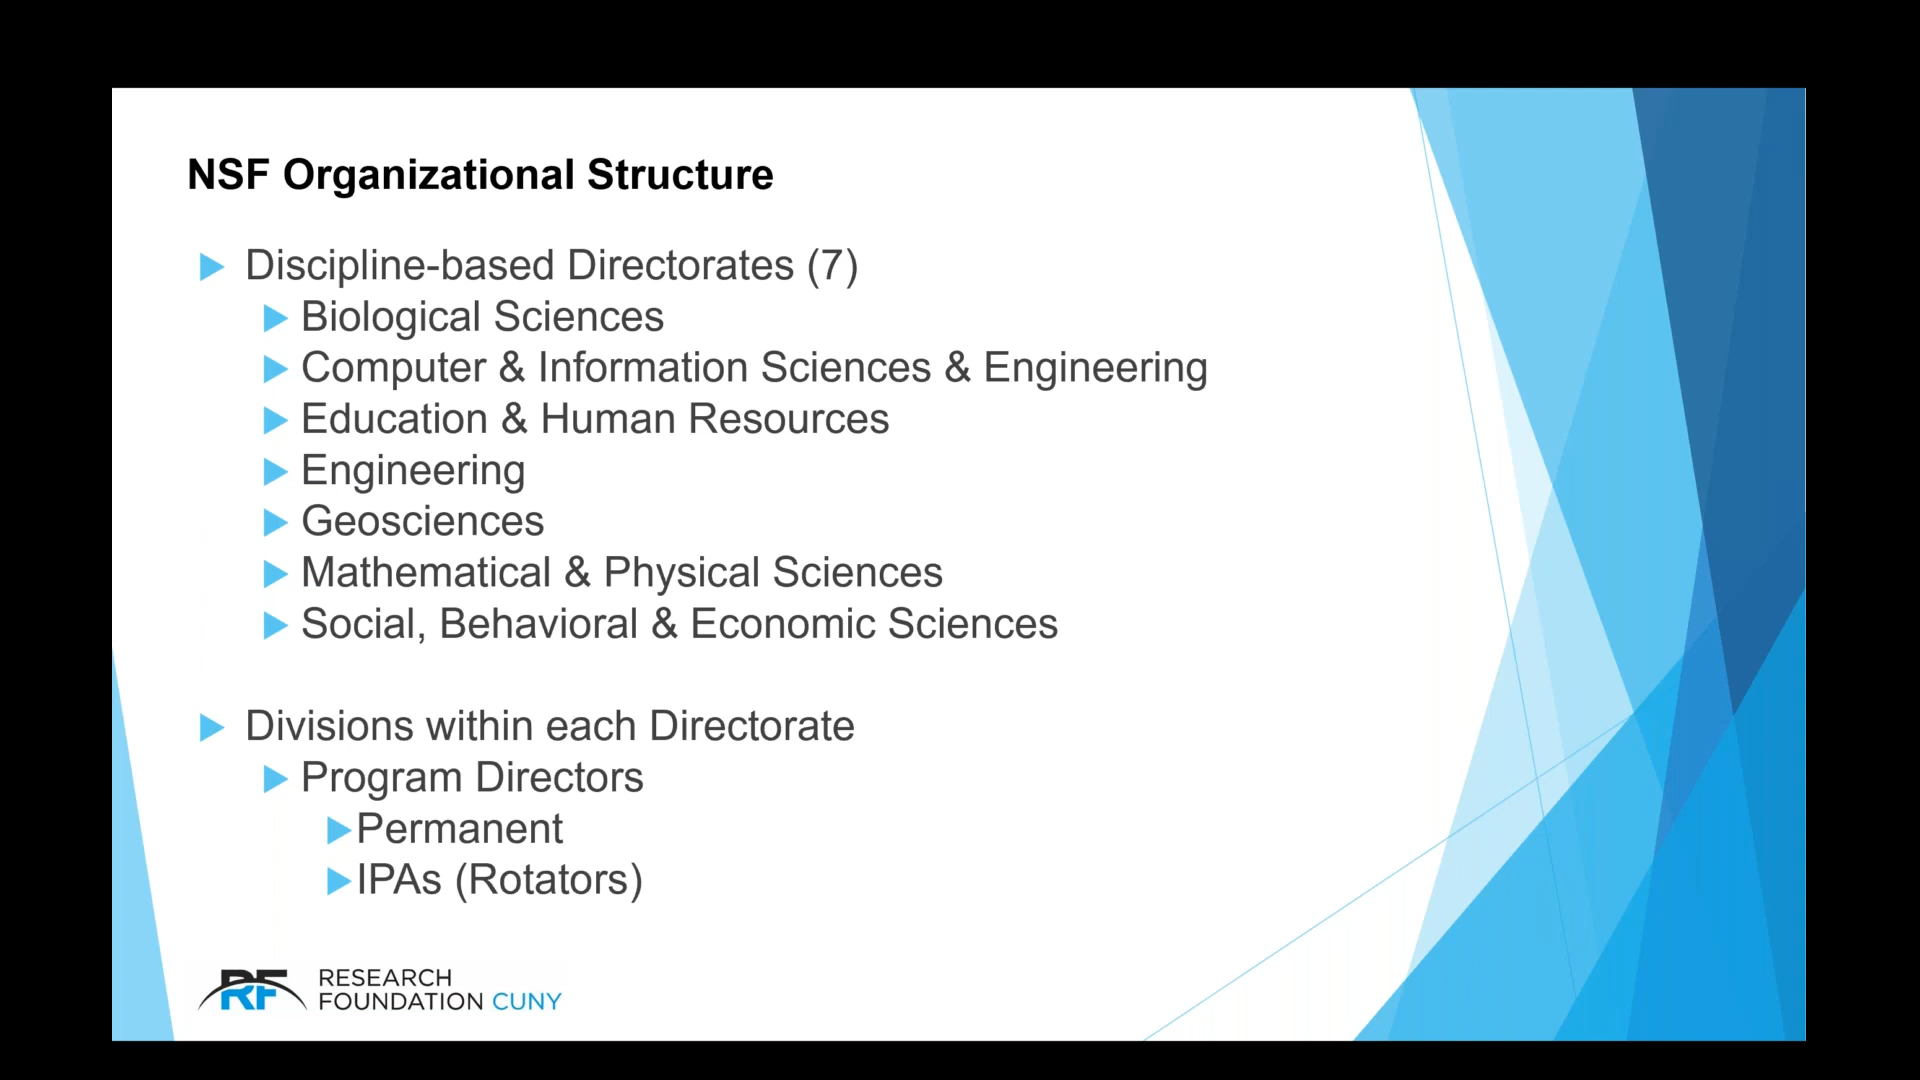 NSF Organizational Structure
Discipline-based Directorates (7)
Biological Sciences
Computer & Information Sciences & Engineering
Education & Human Resources
Engineering
Geosciences
Mathematical & Physical Sciences
Social, Behavioral & Economic Sciences
Divisions within each Directorate
Program Directors
Permanent
IPAs (Rotators)
RF
RESEARCH
FOUNDATION CUNY